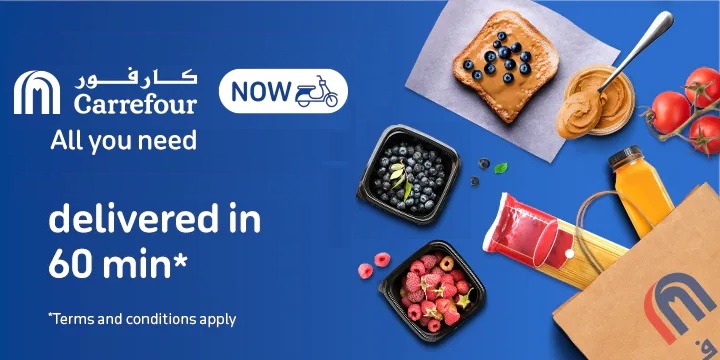 كارفور
Carrefour
NOW
All you need
delivered in
60 min*
*Terms and conditions apply